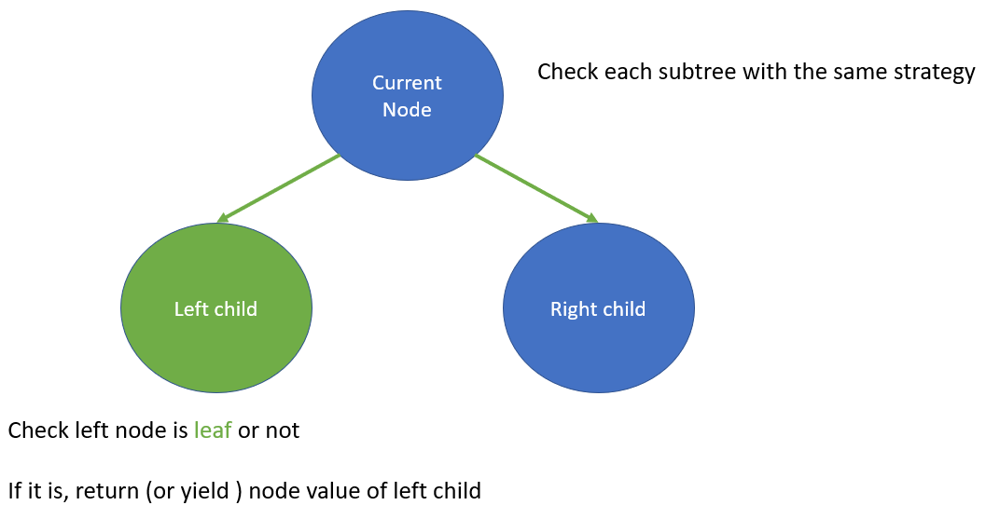 Current
Node
Check each subtree with the same strategy
Left child
Right child
Check left node is leaf or not
If it is, return (or yield ) node value of left child